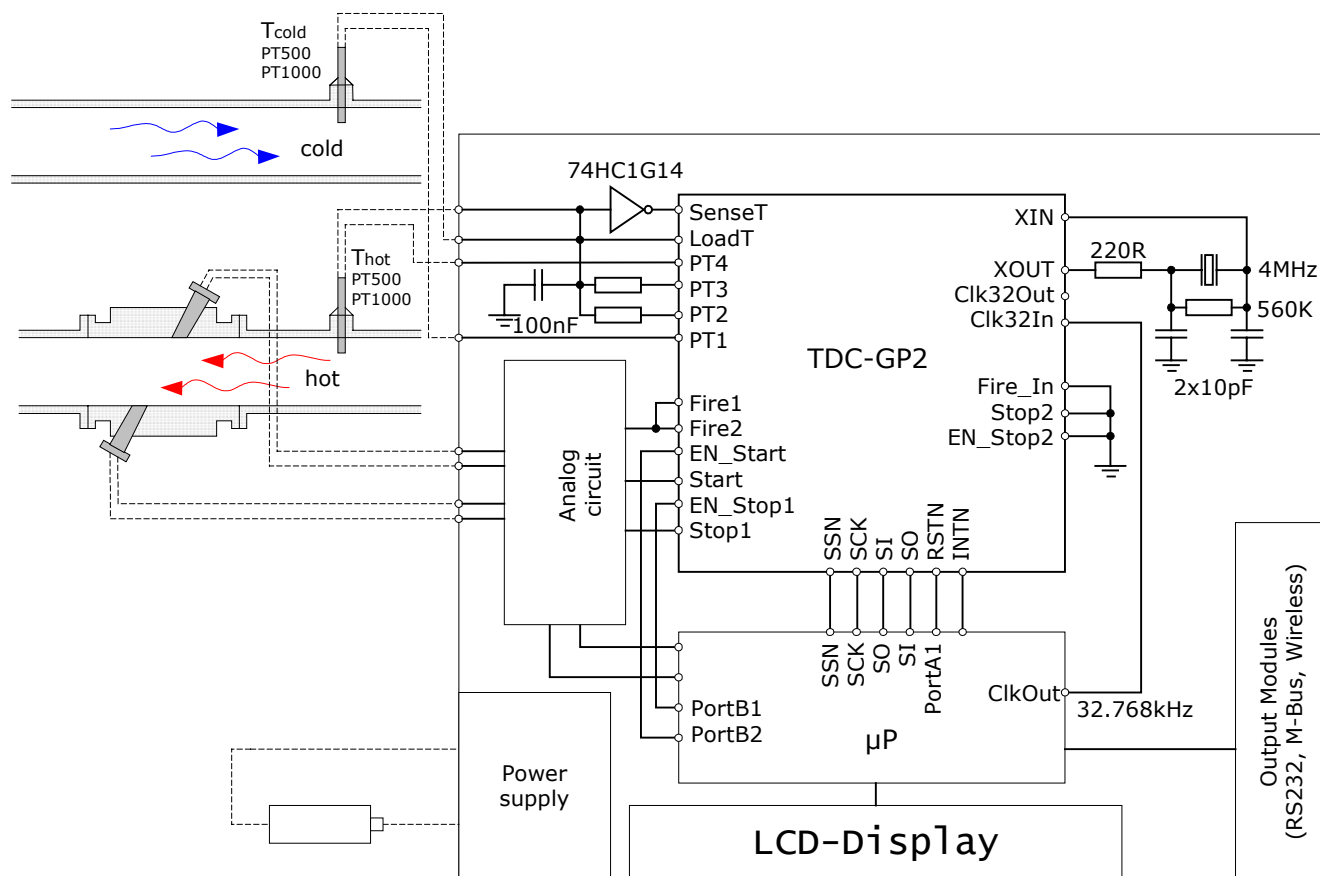 Tcold
PT500
PT1000
cold
Thot
PT500
PT1000
hot
74HC1G14
100nF
SenseT
LoadT
PT4
PT3
PT2
PT1
Fire1
Fire2
EN_Start
Start
EN_Stop1
Stop1
TDC-GP2
XIN
XOUT
Clk32Out
Clk32In
Fire_In
Stop2
EN_Stop2
220R
4MHz
560K
2x10pF
Analog
circuit
SSN
SCK
SI
SO
RSTN
INTN
SSN
SCK
SO
SI
PortA1
ClkOut
32.768kHz
PortB1
PortB2
µP
Power
supply
LCD-Display
Output Modules
(RS232, M-Bus, Wireless)